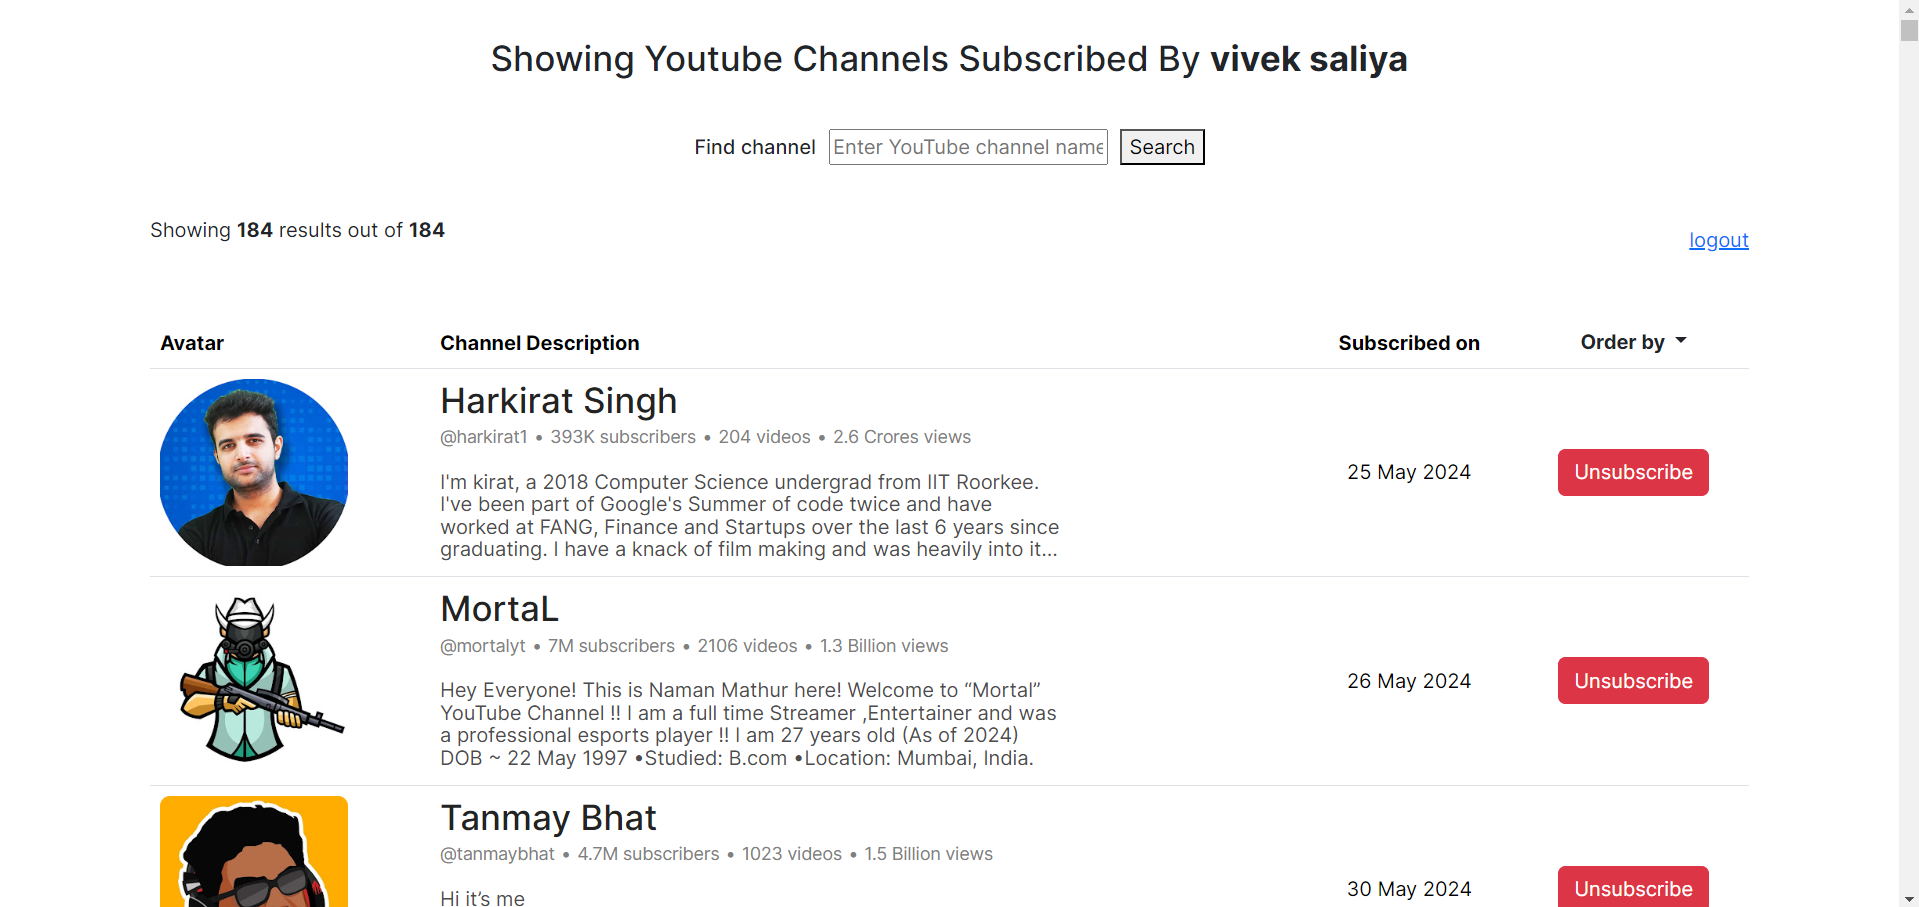 Showing Youtube Channels Subscribed By vivek saliya
Find channel Enter YouTube channel name Search
Showing 184 results out of 184
logout
Avatar Channel Description Subscribed on Order by
Harkirat Singh
@harkirat1 • 393K subscribers • 204 videos • 2.6 Crores views
I'm kirat, a 2018 Computer Science undergrad from IIT Roorkee.
I've been part of Google's Summer of code twice and have
worked at FANG, Finance and Startups over the last 6 years since
graduating. I have a knack of film making and was heavily into it...
25 May 2024
Unsubscribe
MortaL
@mortalyt • 7M subscribers • 2106 videos • 1.3 Billion views
Hey Everyone! This is Naman Mathur here! Welcome to “Mortal”
YouTube Channel !! I am a full time Streamer ,Entertainer and was
a professional esports player !! I am 27 years old (As of 2024)
DOB ~ 22 May 1997 •Studied: B.com •Location: Mumbai, India.
26 May 2024
Unsubscribe
Tanmay Bhat
@tanmaybhat • 4.7M subscribers • 1023 videos • 1.5 Billion views
Hi it’s me
30 May 2024
Unsubscribe